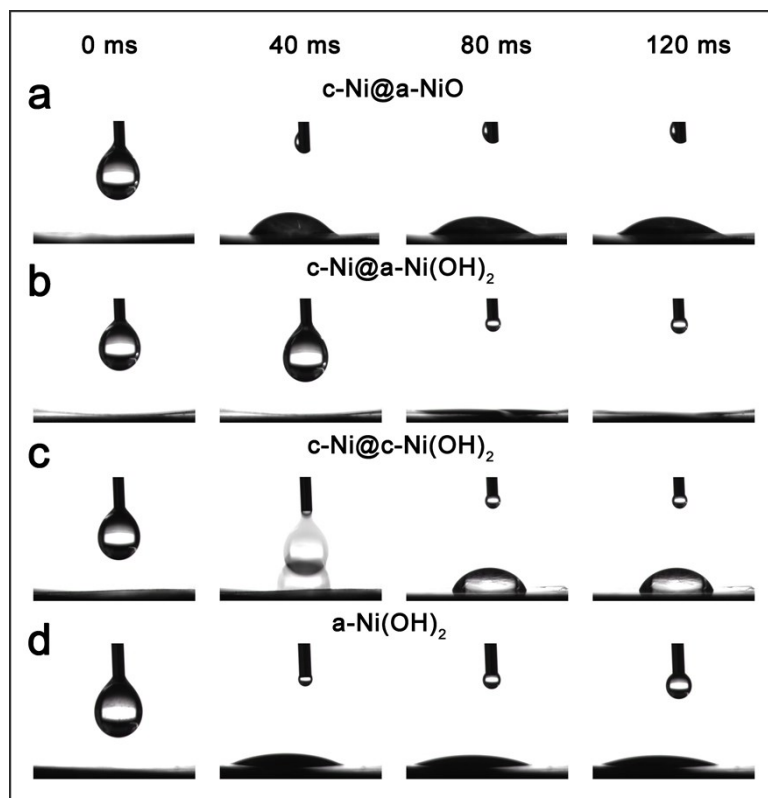 0 ms 40 ms 80 ms 120 ms
a
c-Ni@a-NiO
b
c-Ni@a-Ni(OH)₂
c
c-Ni@c-Ni(OH)₂
d
a-Ni(OH)₂